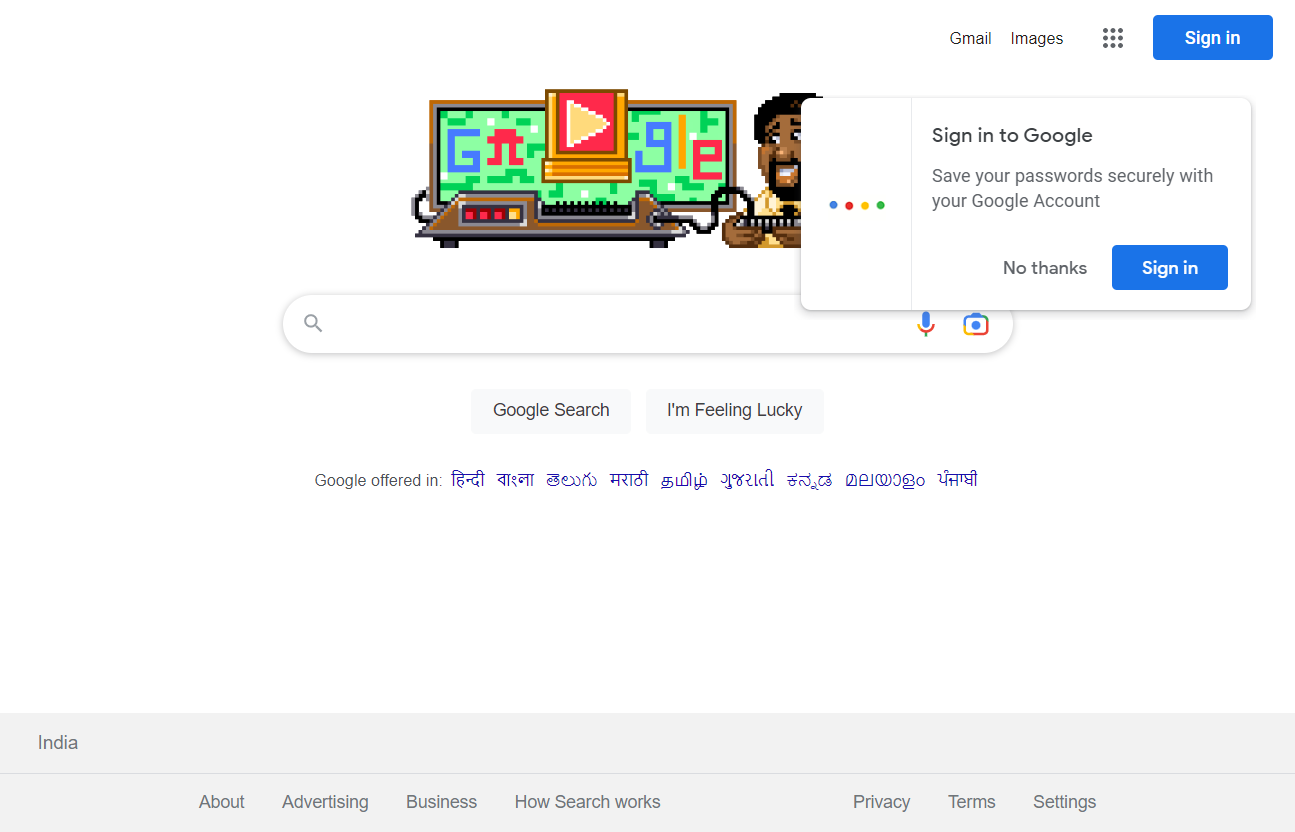 Gmail Images Sign in
Gπgle
Sign in to Google
Save your passwords securely with
your Google Account
No thanks Sign in
Google Search I'm Feeling Lucky
Google offered in: हिन्दी বাংলা తెలుగు मराठी தமிழ் ગુજરાતી ಕನ್ನಡ മലയാളം ਪੰਜਾਬੀ
India
About Advertising Business How Search works Privacy Terms Settings